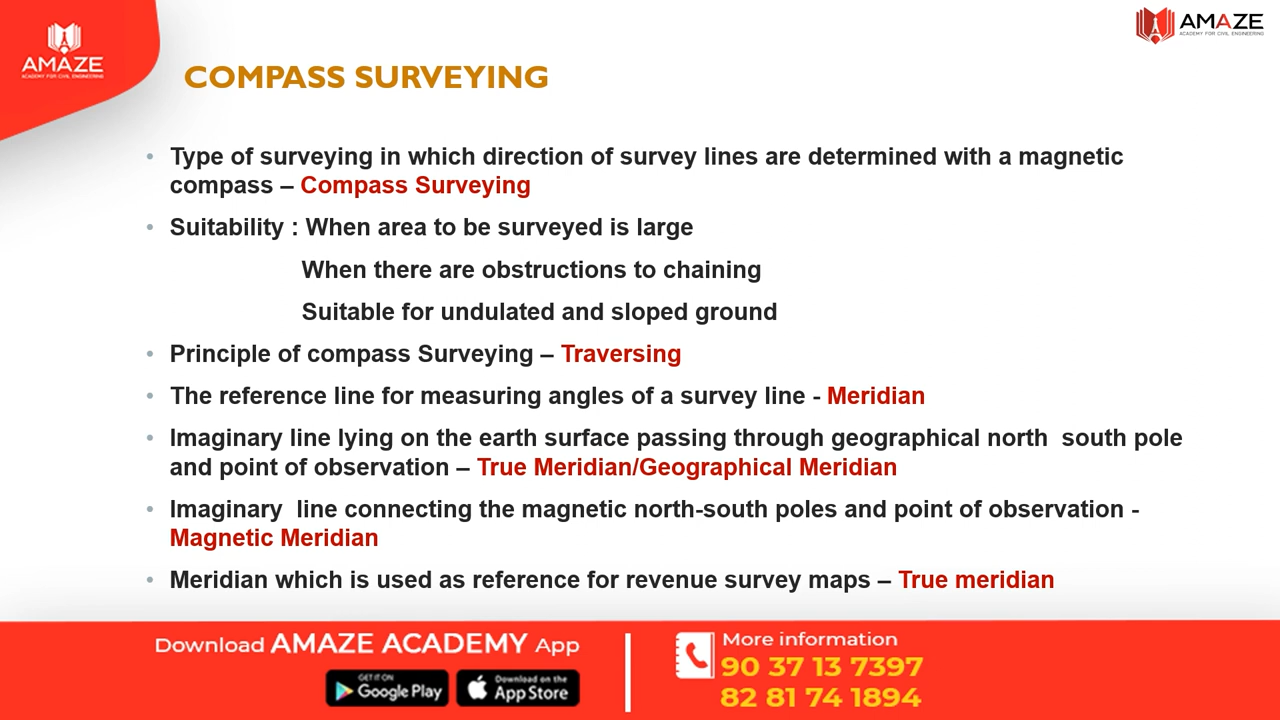 AMAZE
ACADEMY FOR CIVIL ENGINEERING
AMAZE
ACADEMY FOR CIVIL ENGINEERING
COMPASS SURVEYING
• Type of surveying in which direction of survey lines are determined with a magnetic
compass – Compass Surveying
• Suitability : When area to be surveyed is large
When there are obstructions to chaining
Suitable for undulated and sloped ground
• Principle of compass Surveying – Traversing
• The reference line for measuring angles of a survey line - Meridian
• Imaginary line lying on the earth surface passing through geographical north south pole
and point of observation – True Meridian/Geographical Meridian
• Imaginary line connecting the magnetic north-south poles and point of observation -
Magnetic Meridian
• Meridian which is used as reference for revenue survey maps – True meridian
Download AMAZE ACADEMY App
GET IT ON
Google Play
Download on the
App Store
More information
90 37 13 7397
82 81 74 1894